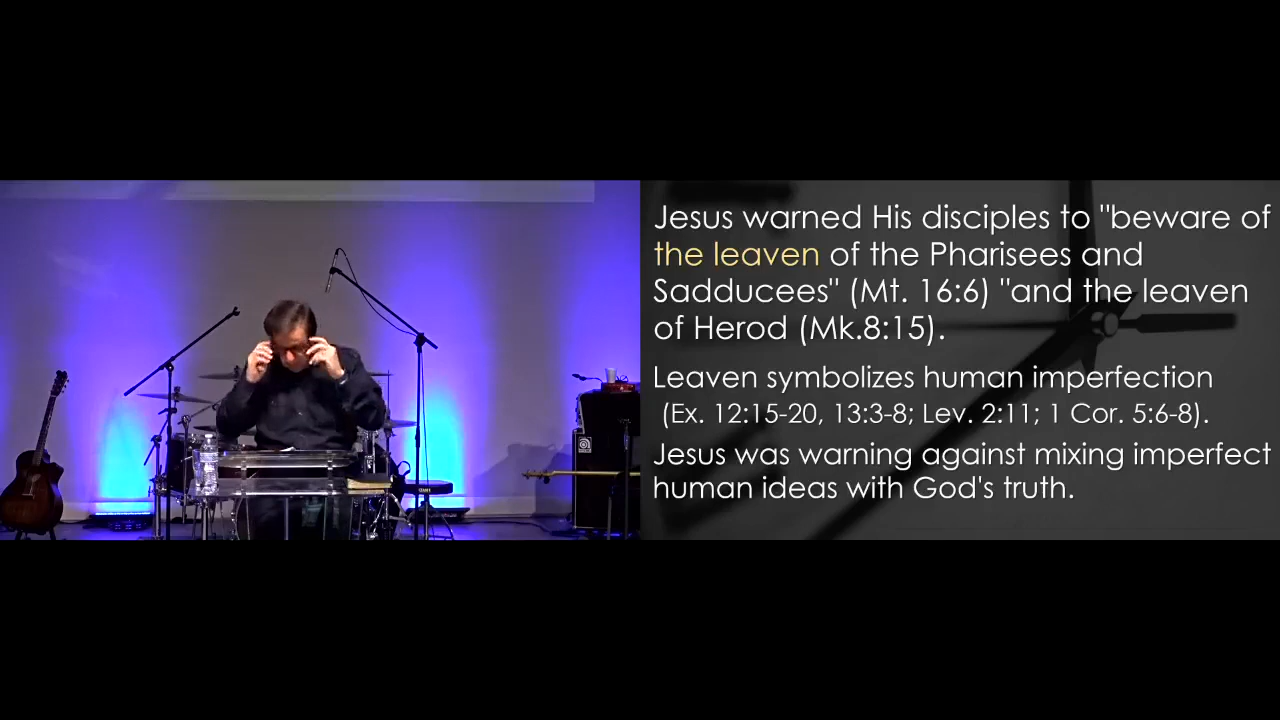 Jesus warned His disciples to "beware of
the leaven of the Pharisees and
Sadducees" (Mt. 16:6) "and the leaven
of Herod (Mk.8:15).
Leaven symbolizes human imperfection
(Ex. 12:15-20, 13:3-8; Lev. 2:11; 1 Cor. 5:6-8).
Jesus was warning against mixing imperfect
human ideas with God's truth.